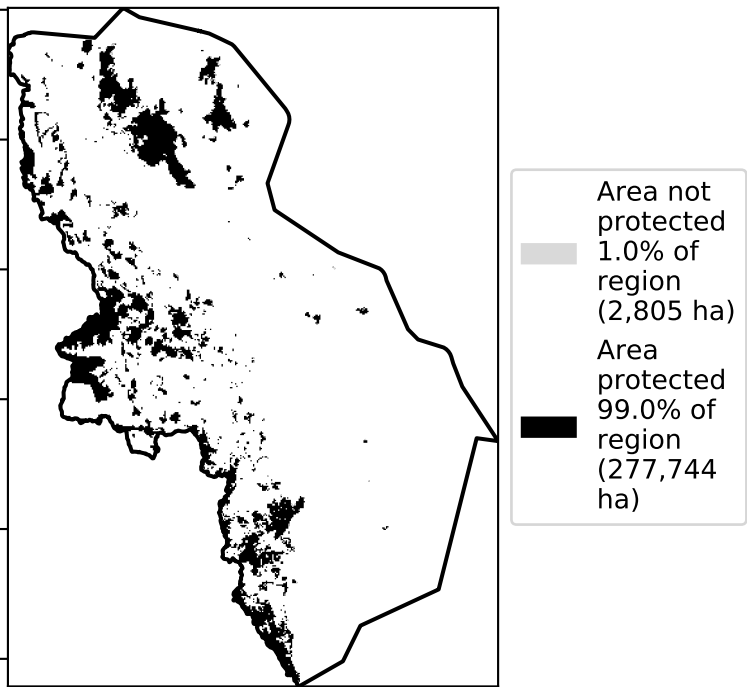 Area not
protected
1.0% of
region
(2,805 ha)
Area
protected
99.0% of
region
(277,744
ha)